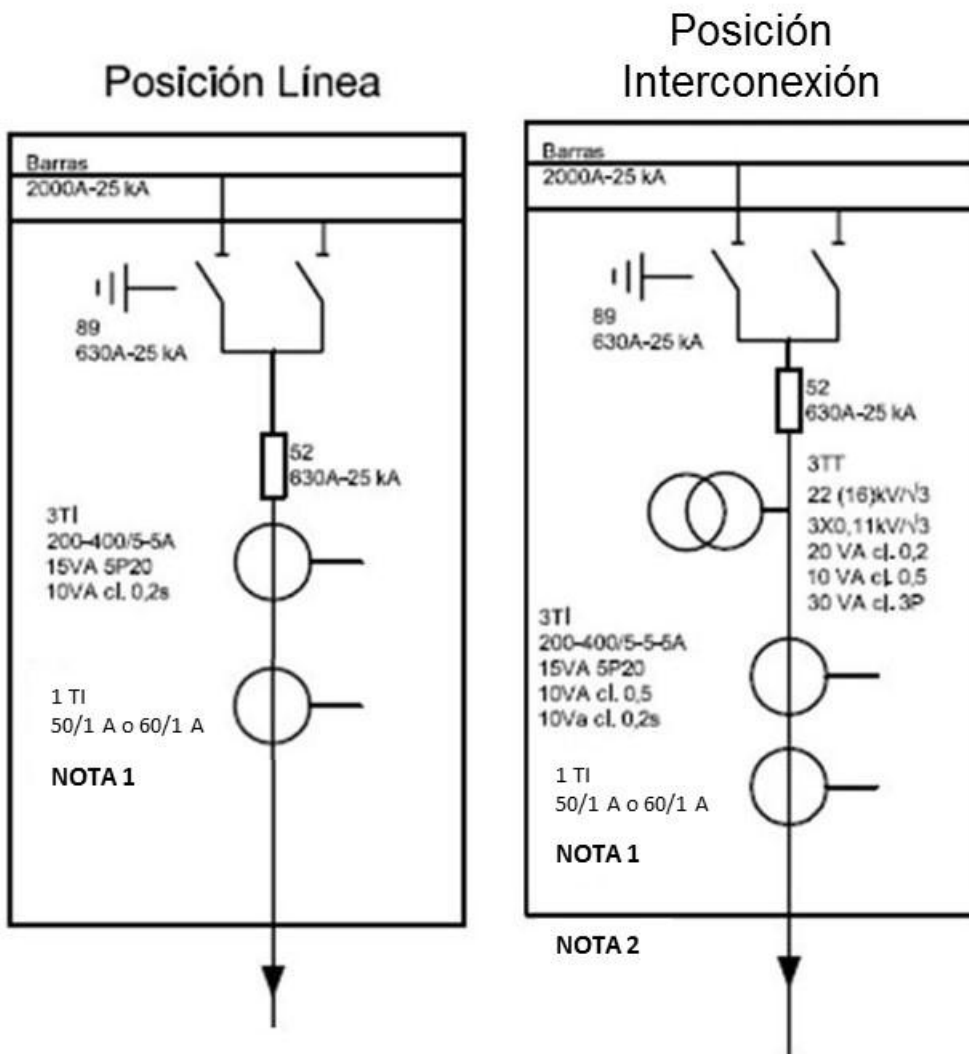 Posición Línea
Barras
2000A-25 kA
89
630A-25 kA
52
630A-25 kA
3TI
200-400/5-5A
15VA 5P20
10VA cl. 0,2s
1 TI
50/1 A o 60/1 A
NOTA 1
Posición
Interconexión
Barras
2000A-25 kA
89
630A-25 kA
52
630A-25 kA
3TT
22 (16)kV/√3
3X0,11kV/√3
20 VA cl. 0,2
10 VA cl. 0,5
30 VA cl. 3P
3TI
200-400/5-5-5A
15VA 5P20
10VA cl. 0,5
10Va cl. 0,2s
1 TI
50/1 A o 60/1 A
NOTA 1
NOTA 2